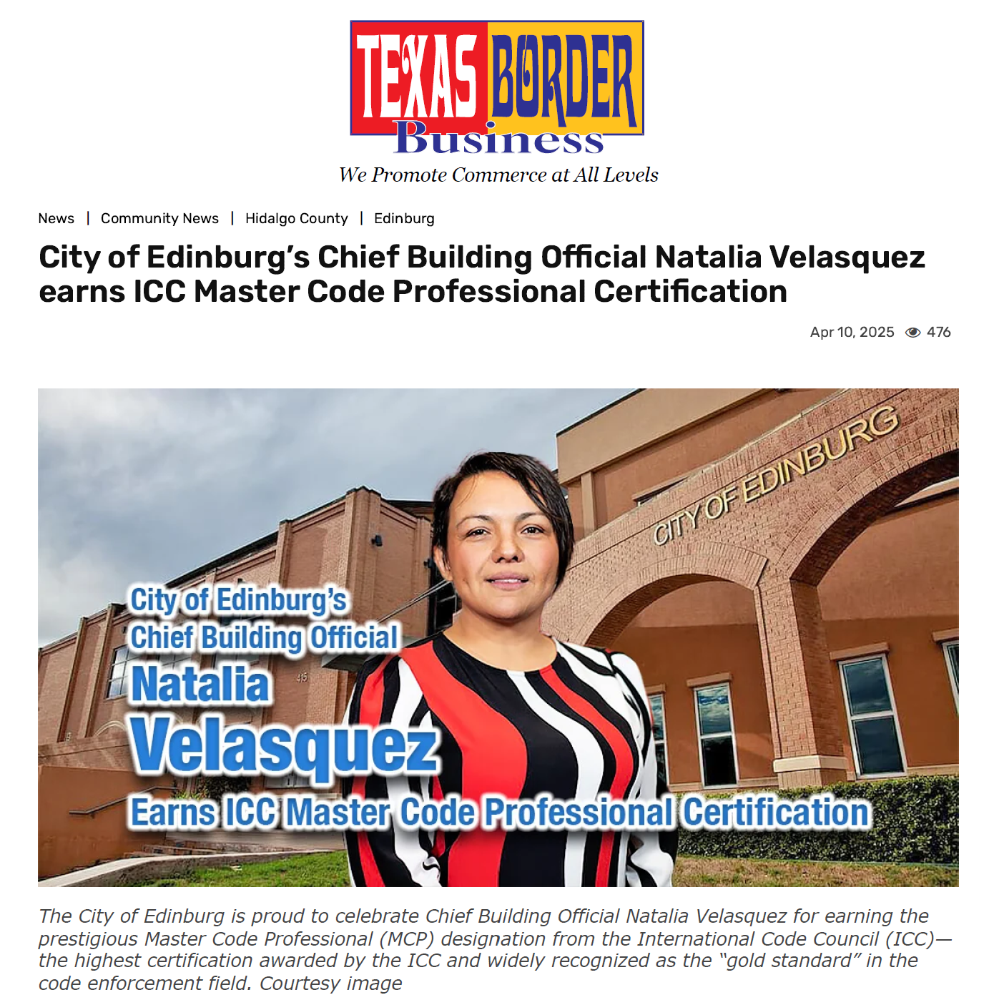 TEXAS BORDER
Business
We Promote Commerce at All Levels
News | Community News | Hidalgo County | Edinburg
City of Edinburg’s Chief Building Official Natalia Velasquez
earns ICC Master Code Professional Certification
Apr 10, 2025 476
CITY OF EDINBURG
City of Edinburg’s
Chief Building Official
Natalia
415
Velasquez
Earns ICC Master Code Professional Certification
The City of Edinburg is proud to celebrate Chief Building Official Natalia Velasquez for earning the
prestigious Master Code Professional (MCP) designation from the International Code Council (ICC)—
the highest certification awarded by the ICC and widely recognized as the “gold standard” in the
code enforcement field. Courtesy image